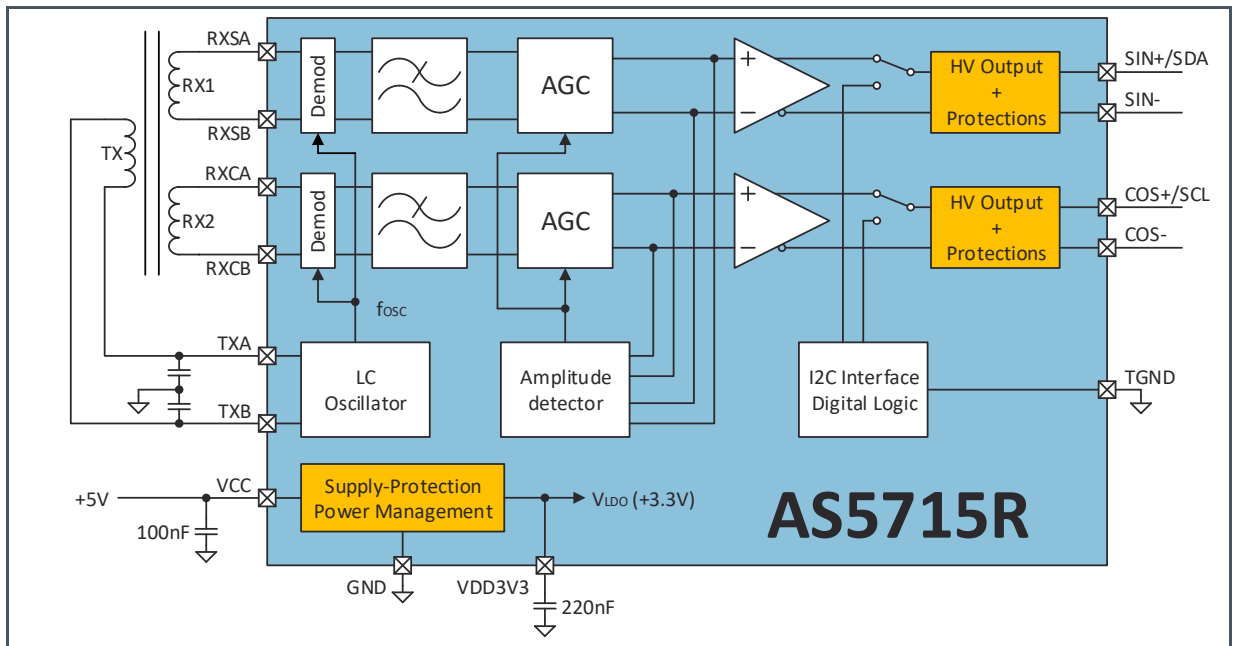 RXSA
RX1
RXSB
TX
RXCA
RX2
RXCB
Demod
AGC
+
−
HV Output
+
Protections
SIN+/SDA
SIN-
Demod
AGC
+
−
HV Output
+
Protections
COS+/SCL
COS-
fosc
TXA
TXB
LC
Oscillator
Amplitude
detector
I2C Interface
Digital Logic
TGND
+5V
VCC
100nF
Supply-Protection
Power Management
VLDO (+3.3V)
AS5715R
GND
VDD3V3
220nF